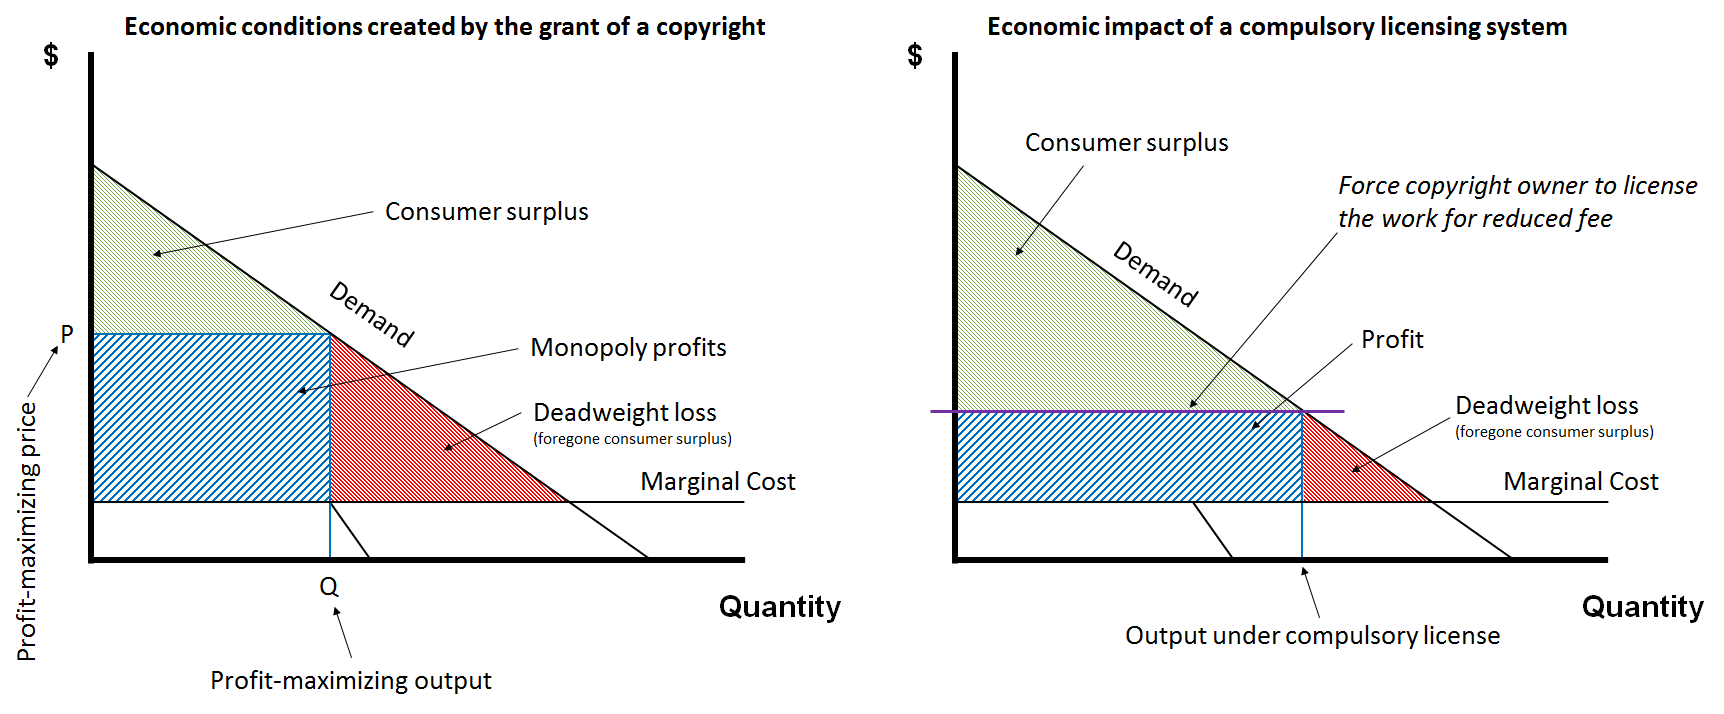 Economic conditions created by the grant of a copyright
$
Consumer surplus
Demand
P
Monopoly profits
Profit-maximizing price
Deadweight loss
(foregone consumer surplus)
Marginal Cost
Q
Quantity
Profit-maximizing output
Economic impact of a compulsory licensing system
$
Consumer surplus
Force copyright owner to license
the work for reduced fee
Demand
Profit
Deadweight loss
(foregone consumer surplus)
Marginal Cost
Quantity
Output under compulsory license